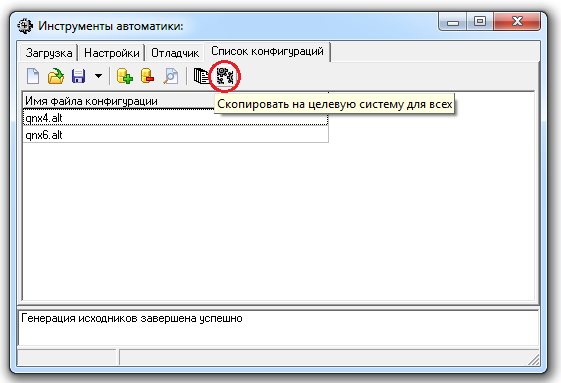 Инструменты автоматики:
Загрузка Настройки Отладчик Список конфигураций
Имя файла конфигурации
Скопировать на целевую систему для всех
qnx4.alt
qnx6.alt
Генерация исходников завершена успешно